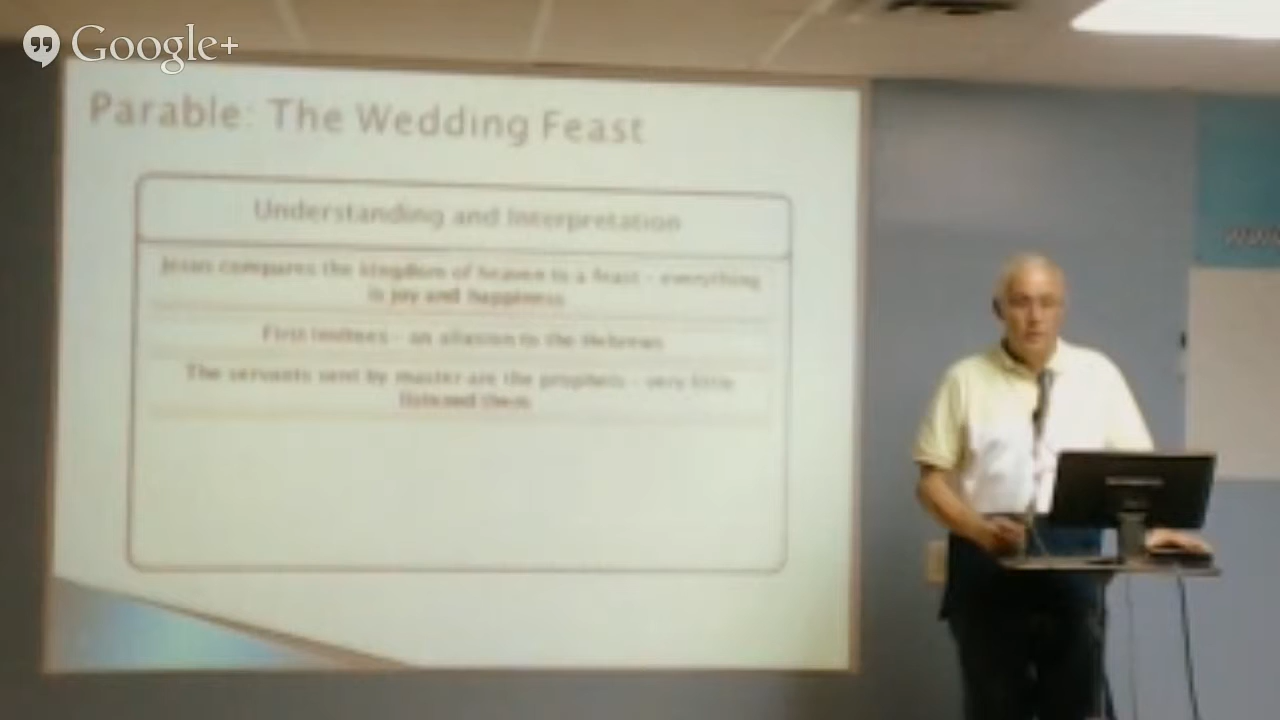 Google+
Parable: The Wedding Feast
Understanding and Interpretation
Jesus compares the kingdom of heaven to a feast - everything
is joy and happiness
First Invitees - an allusion to the Hebrews
The servants sent by master are the prophets - very little
listened them